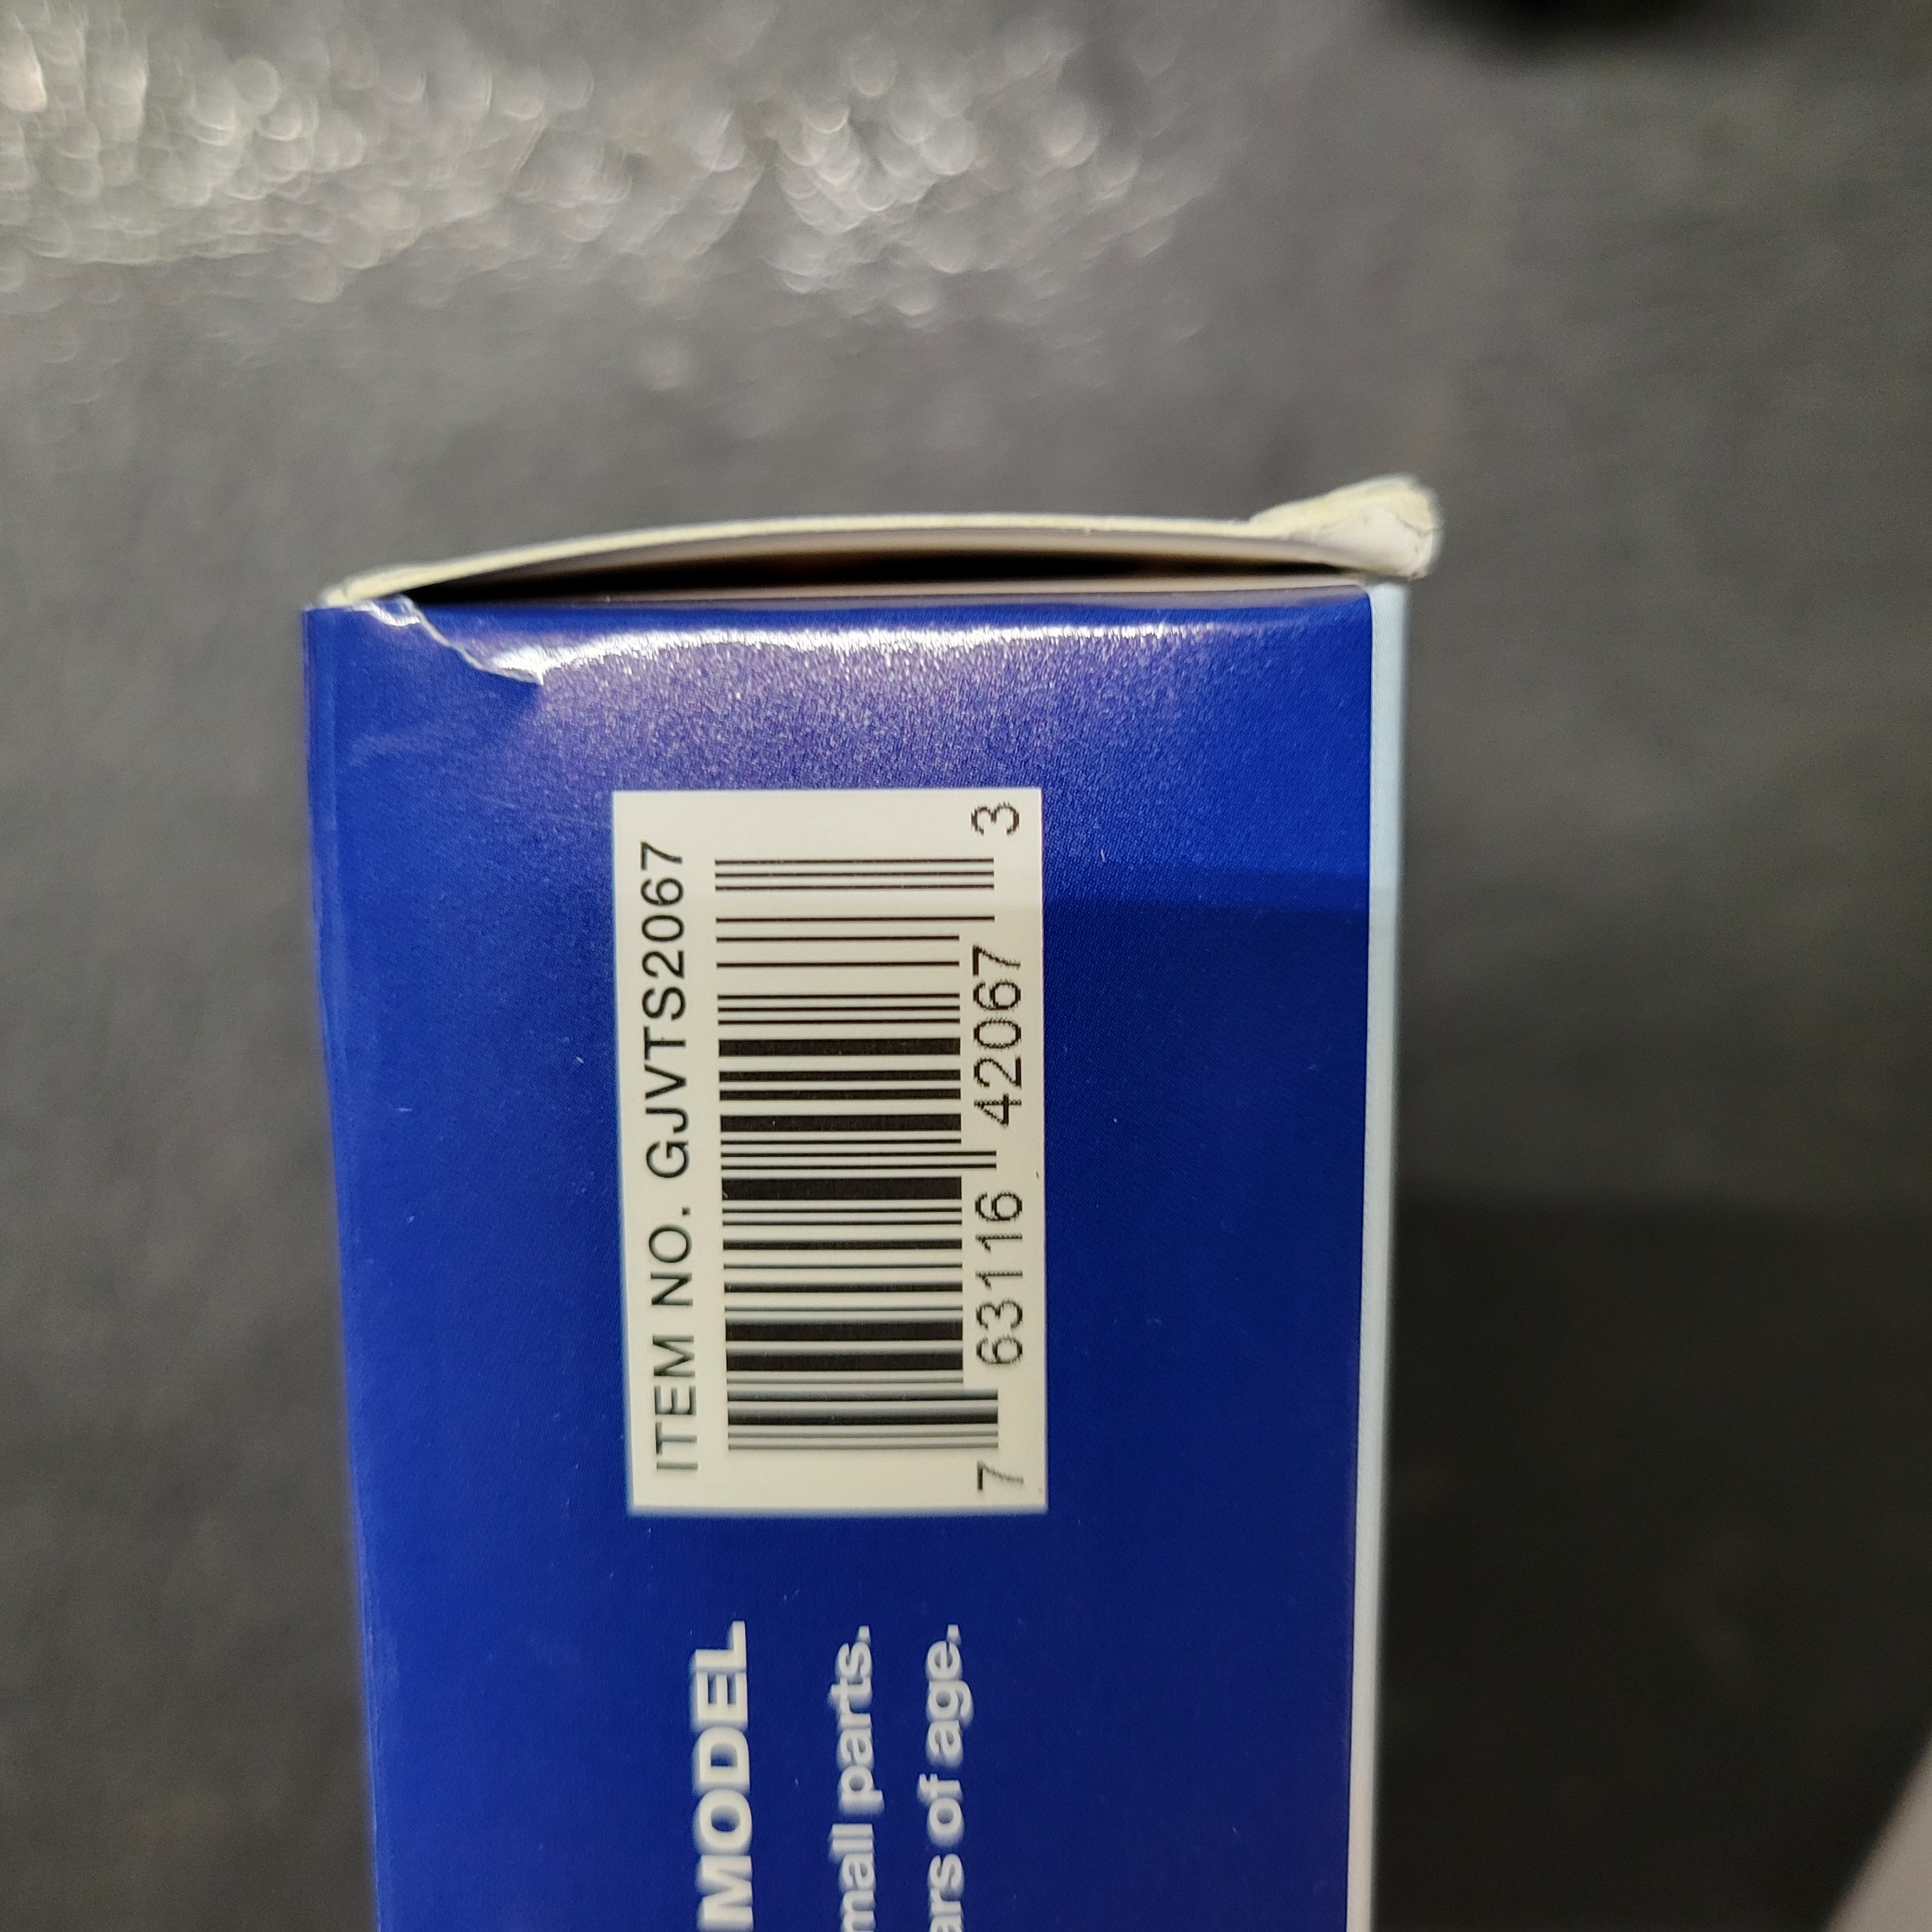 ITEM NO. GJVTS2067
7 63116 42067 3
MODEL
mall parts.
ars of age.